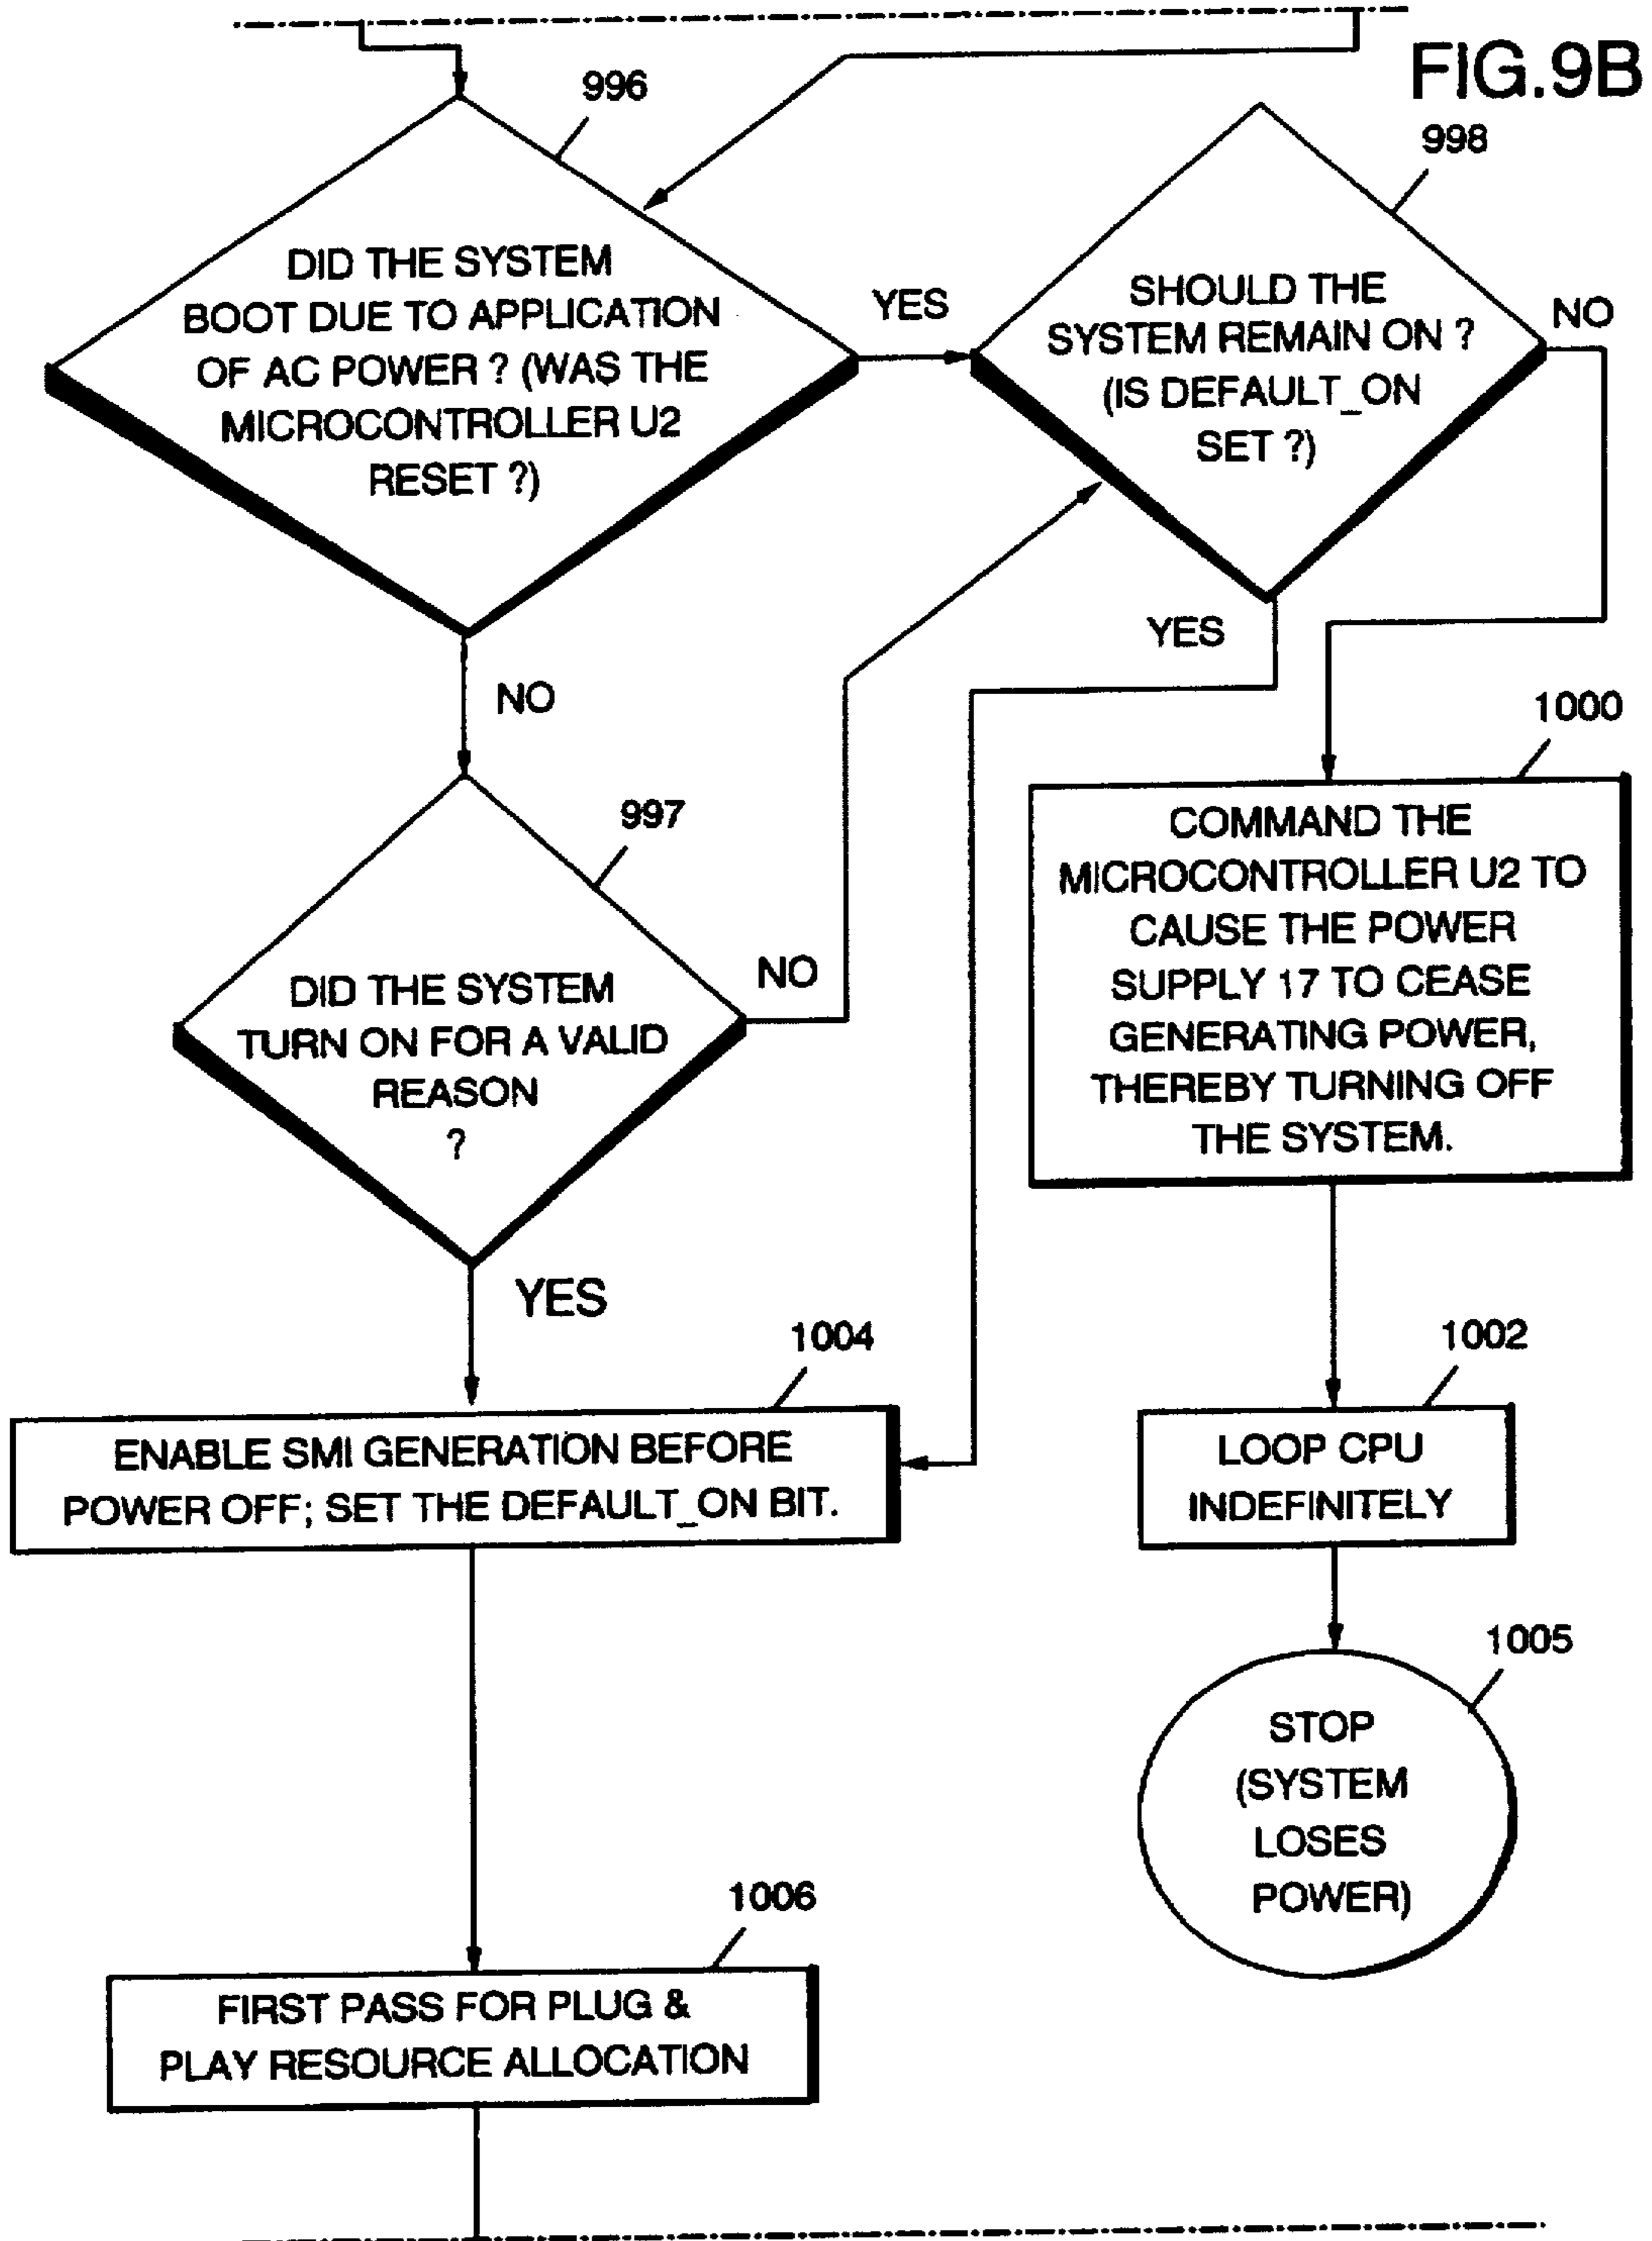 FIG.9B
996
DID THE SYSTEM
BOOT DUE TO APPLICATION
OF AC POWER ? (WAS THE
MICROCONTROLLER U2
RESET ?)
YES
NO
998
SHOULD THE
SYSTEM REMAIN ON ?
(IS DEFAULT_ON
SET ?)
NO
YES
997
DID THE SYSTEM
TURN ON FOR A VALID
REASON
?
NO
YES
1000
COMMAND THE
MICROCONTROLLER U2 TO
CAUSE THE POWER
SUPPLY 17 TO CEASE
GENERATING POWER,
THEREBY TURNING OFF
THE SYSTEM.
1004
ENABLE SMI GENERATION BEFORE
POWER OFF; SET THE DEFAULT_ON BIT.
1002
LOOP CPU
INDEFINITELY
1005
STOP
(SYSTEM
LOSES
POWER)
1006
FIRST PASS FOR PLUG &
PLAY RESOURCE ALLOCATION